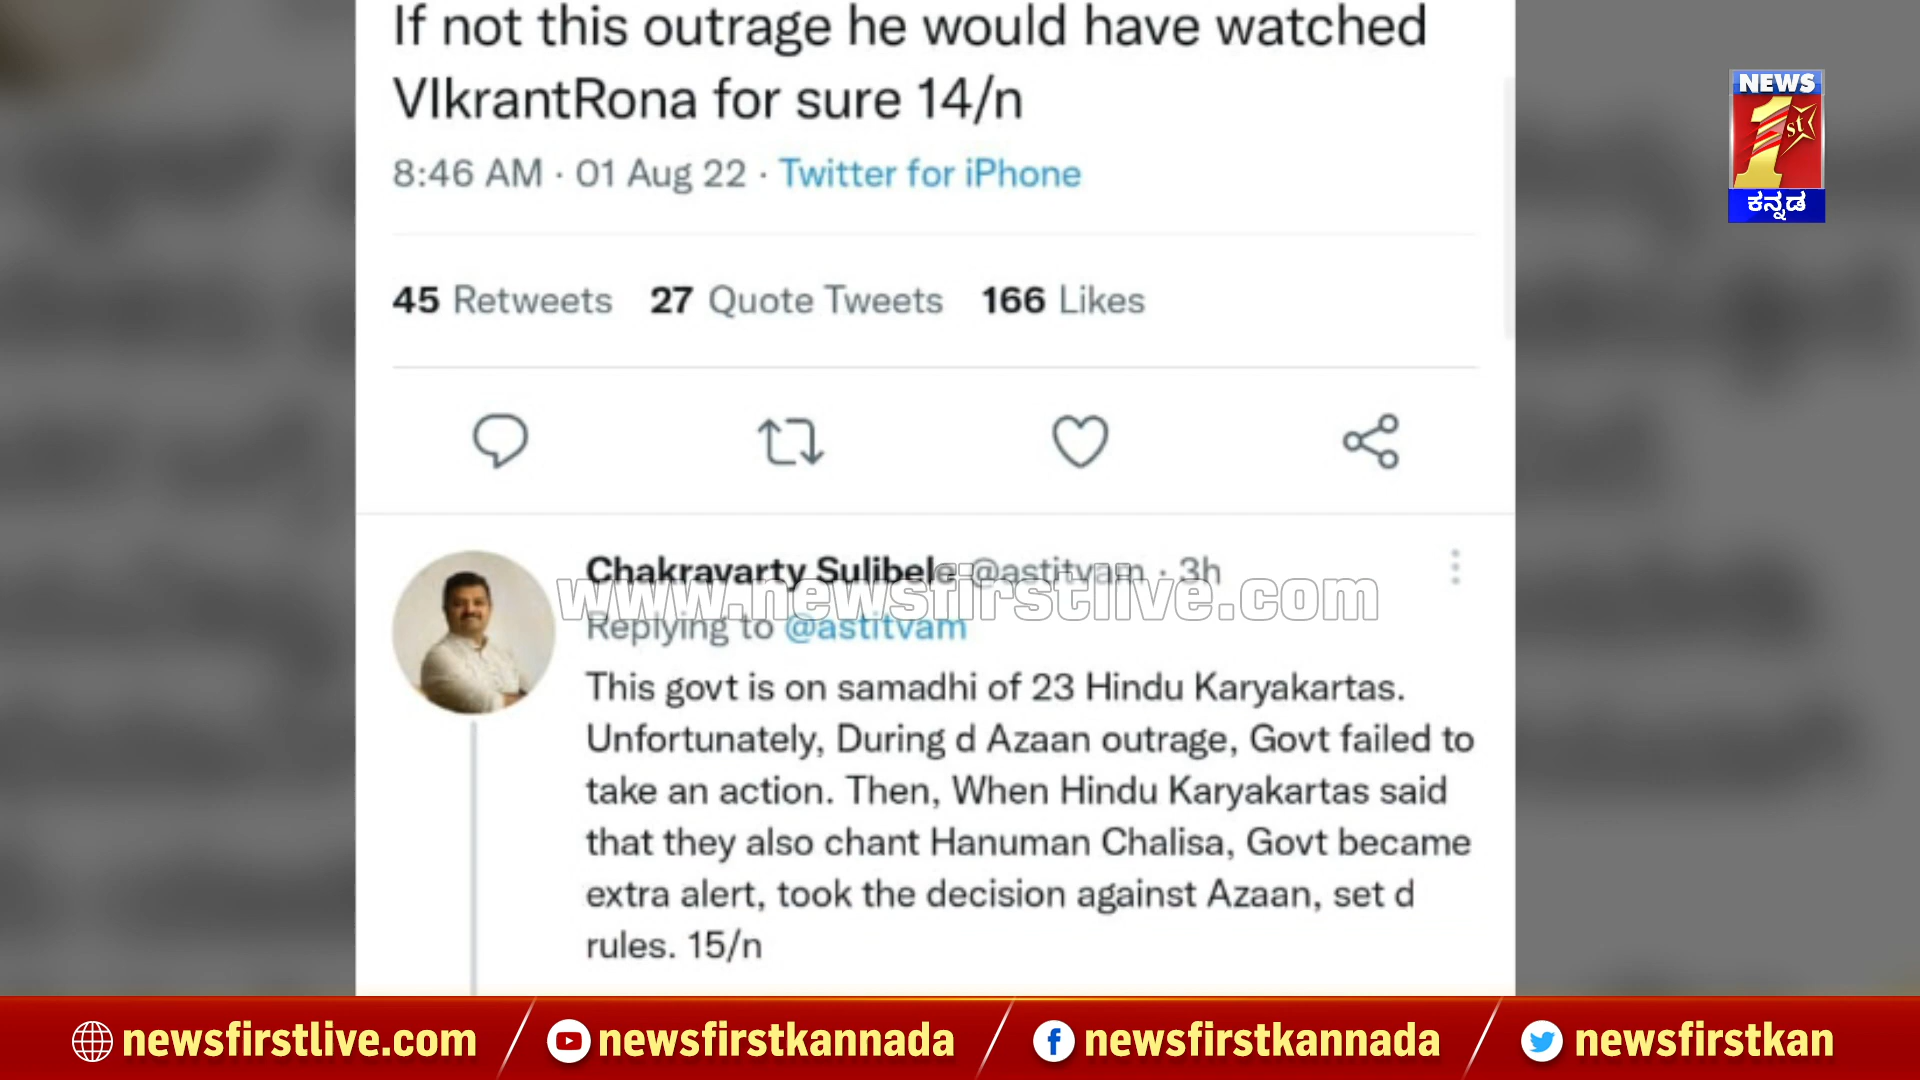 If not this outrage he would have watched
VIkrantRona for sure 14/n
8:46 AM · 01 Aug 22 · Twitter for iPhone
45 Retweets 27 Quote Tweets 166 Likes
Chakravarty Sulibele @astitvam · 3h
www.newsfirstlive.com
Replying to @astitvam
This govt is on samadhi of 23 Hindu Karyakartas.
Unfortunately, During d Azaan outrage, Govt failed to
take an action. Then, When Hindu Karyakartas said
that they also chant Hanuman Chalisa, Govt became
extra alert, took the decision against Azaan, set d
rules. 15/n
NEWS
1st
ಕನ್ನಡ
newsfirstlive.com newsfirstkannada newsfirstkannada newsfirstkan